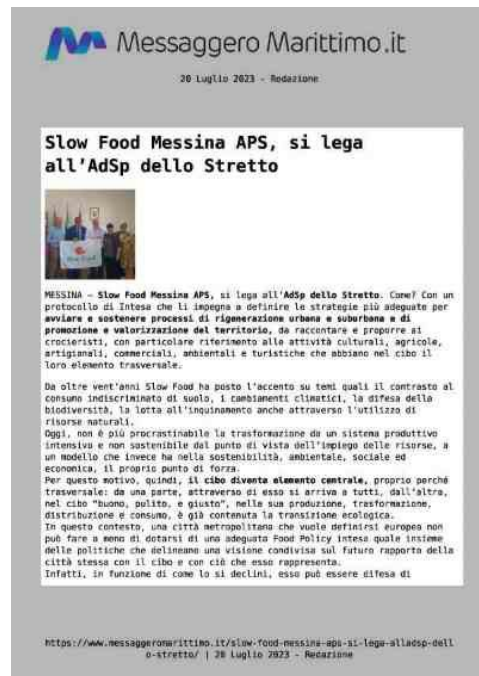 Messaggero Marittimo.it
20 Luglio 2023 - Redazione
Slow Food Messina APS, si lega
all'AdSp dello Stretto
Slow Food
MESSINA – Slow Food Messina APS, si lega all'AdSp dello Stretto. Come? Con un
protocollo di Intesa che li impegna a definire le strategie più adeguate per
avviare e sostenere processi di rigenerazione urbana e suburbana e di
promozione e valorizzazione del territorio, da raccontare e proporre ai
crocieristi, con particolare riferimento alle attività culturali, agricole,
artigianali, commerciali, ambientali e turistiche che abbiano nel cibo il
loro elemento trasversale.
Da oltre vent'anni Slow Food ha posto l'accento su temi quali il contrasto al
consumo indiscriminato di suolo, i cambiamenti climatici, la difesa della
biodiversità, la lotta all'inquinamento anche attraverso l'utilizzo di
risorse naturali.
Oggi, non è più procrastinabile la trasformazione da un sistema produttivo
intensivo e non sostenibile dal punto di vista dell'impiego delle risorse, a
un modello che invece ha nella sostenibilità, ambientale, sociale ed
economica, il proprio punto di forza.
Per questo motivo, quindi, il cibo diventa elemento centrale, proprio perché
trasversale: da una parte, attraverso di esso si arriva a tutti, dall'altra,
nel cibo "buono, pulito, e giusto", nelle sua produzione, trasformazione,
distribuzione e consumo, è già contenuta la transizione ecologica.
In questo contesto, una città metropolitana che vuole definirsi europea non
può fare a meno di dotarsi di una adeguata Food Policy intesa quale insieme
delle politiche che delineano una visione condivisa sul futuro rapporto della
città stessa con il cibo e con ciò che esso rappresenta.
Infatti, in funzione di come lo si declini, esso può essere difesa di
https://www.messaggeromarittimo.it/slow-food-messina-aps-si-lega-alladsp-dell
o-stretto/ | 20 Luglio 2023 - Redazione